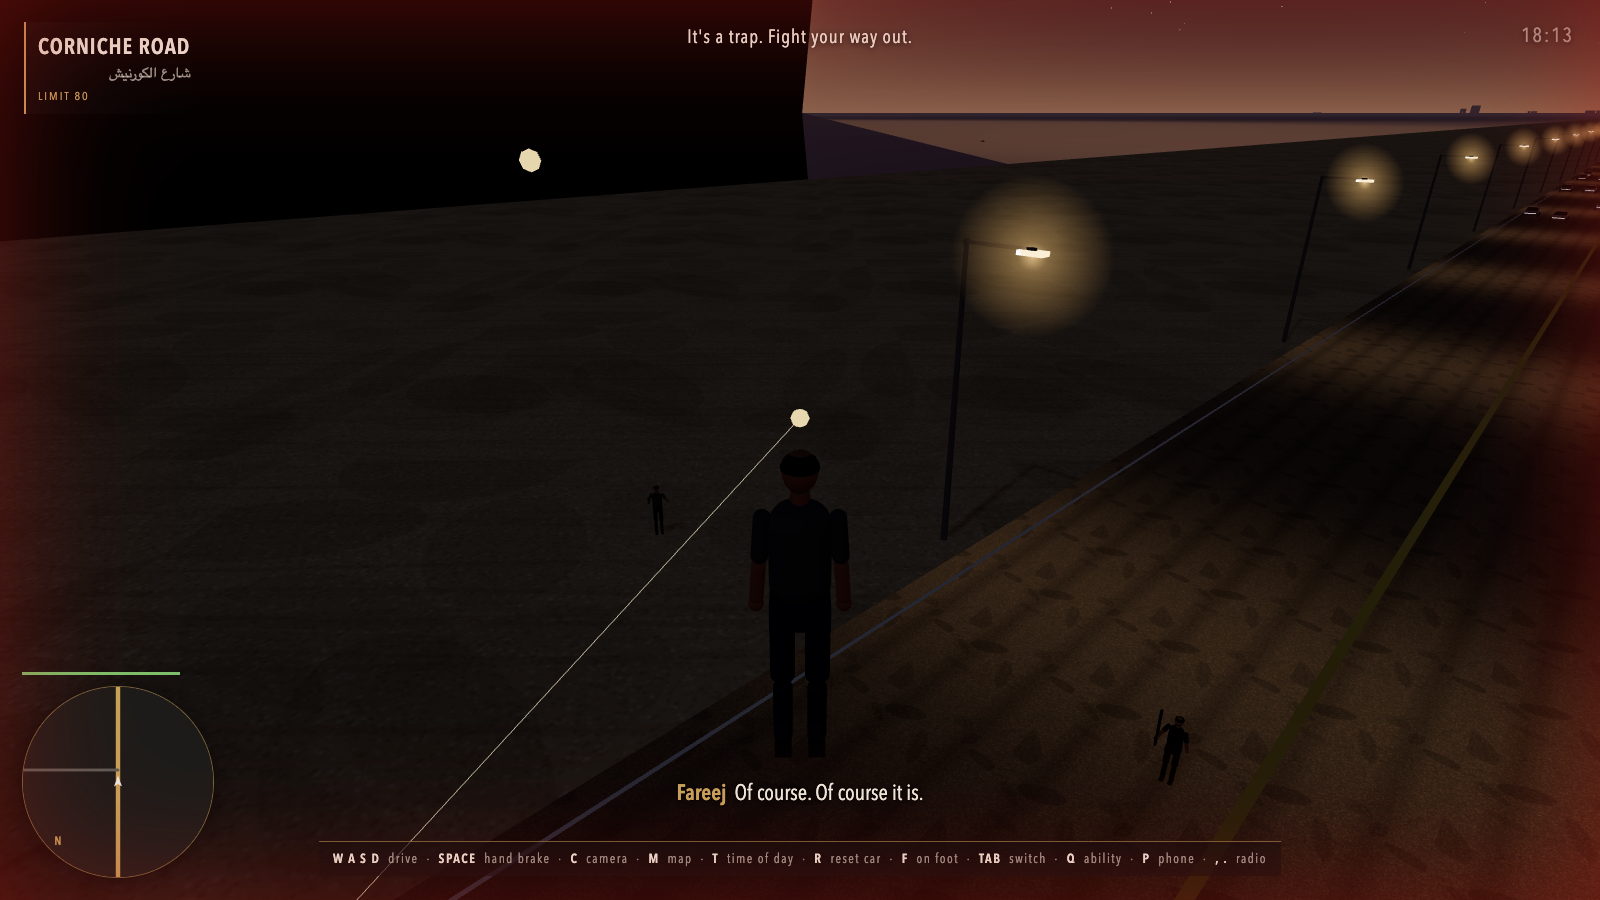 CORNICHE ROAD
شارع الكورنيش
LIMIT 80
It's a trap. Fight your way out.
18:13
N
Fareej Of course. Of course it is.
W A S D drive · SPACE hand brake · C camera · M map · T time of day · R reset car · F on foot · TAB switch · Q ability · P phone · , . radio